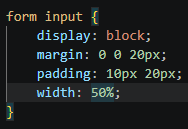 form input {
    display: block;
    margin: 0 0 20px;
    padding: 10px 20px;
    width: 50%;
}